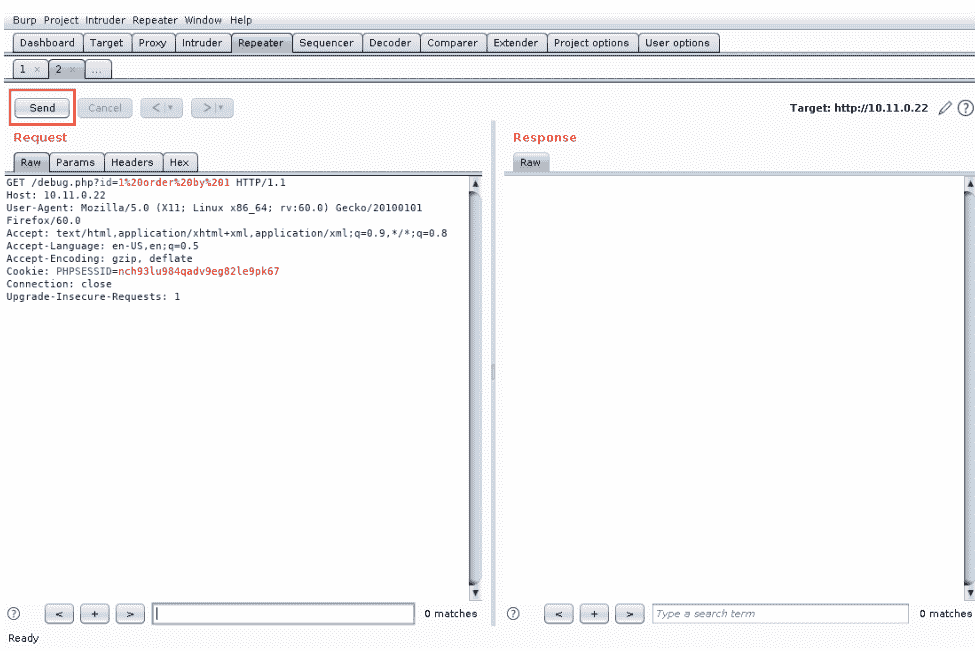 Burp Project Intruder Repeater Window Help
Dashboard Target Proxy Intruder Repeater Sequencer Decoder Comparer Extender Project options User options
1 × 2 × ...
Send Cancel < ▾ > ▾ Target: http://10.11.0.22 ?
Request
Raw Params Headers Hex
GET /debug.php?id=1%20order%20by%201 HTTP/1.1
Host: 10.11.0.22
User-Agent: Mozilla/5.0 (X11; Linux x86_64; rv:60.0) Gecko/20100101
Firefox/60.0
Accept: text/html,application/xhtml+xml,application/xml;q=0.9,*/*;q=0.8
Accept-Language: en-US,en;q=0.5
Accept-Encoding: gzip, deflate
Cookie: PHPSESSID=nch93lu984qadv9eg82le9pk67
Connection: close
Upgrade-Insecure-Requests: 1
? < + > 0 matches
Response
Raw
? < + > Type a search term 0 matches
Ready